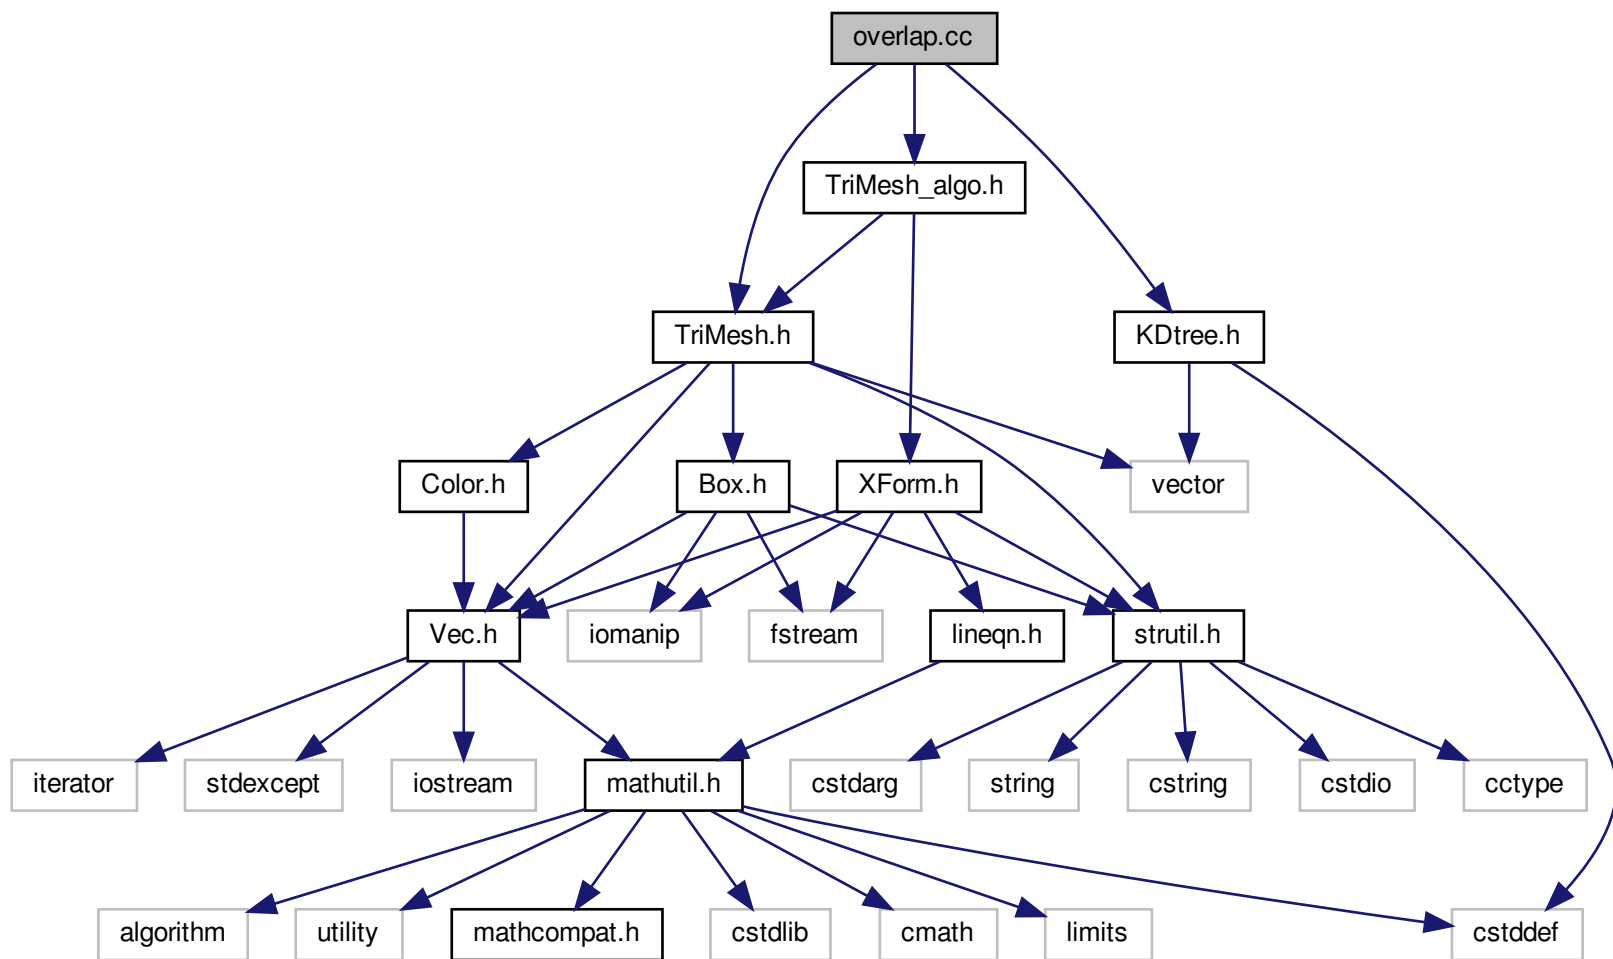 overlap.cc
TriMesh_algo.h
TriMesh.h
KDtree.h
Color.h
Box.h
XForm.h
vector
Vec.h
iomanip
fstream
lineqn.h
strutil.h
iterator
stdexcept
iostream
mathutil.h
cstdarg
string
cstring
cstdio
cctype
algorithm
utility
mathcompat.h
cstdlib
cmath
limits
cstddef